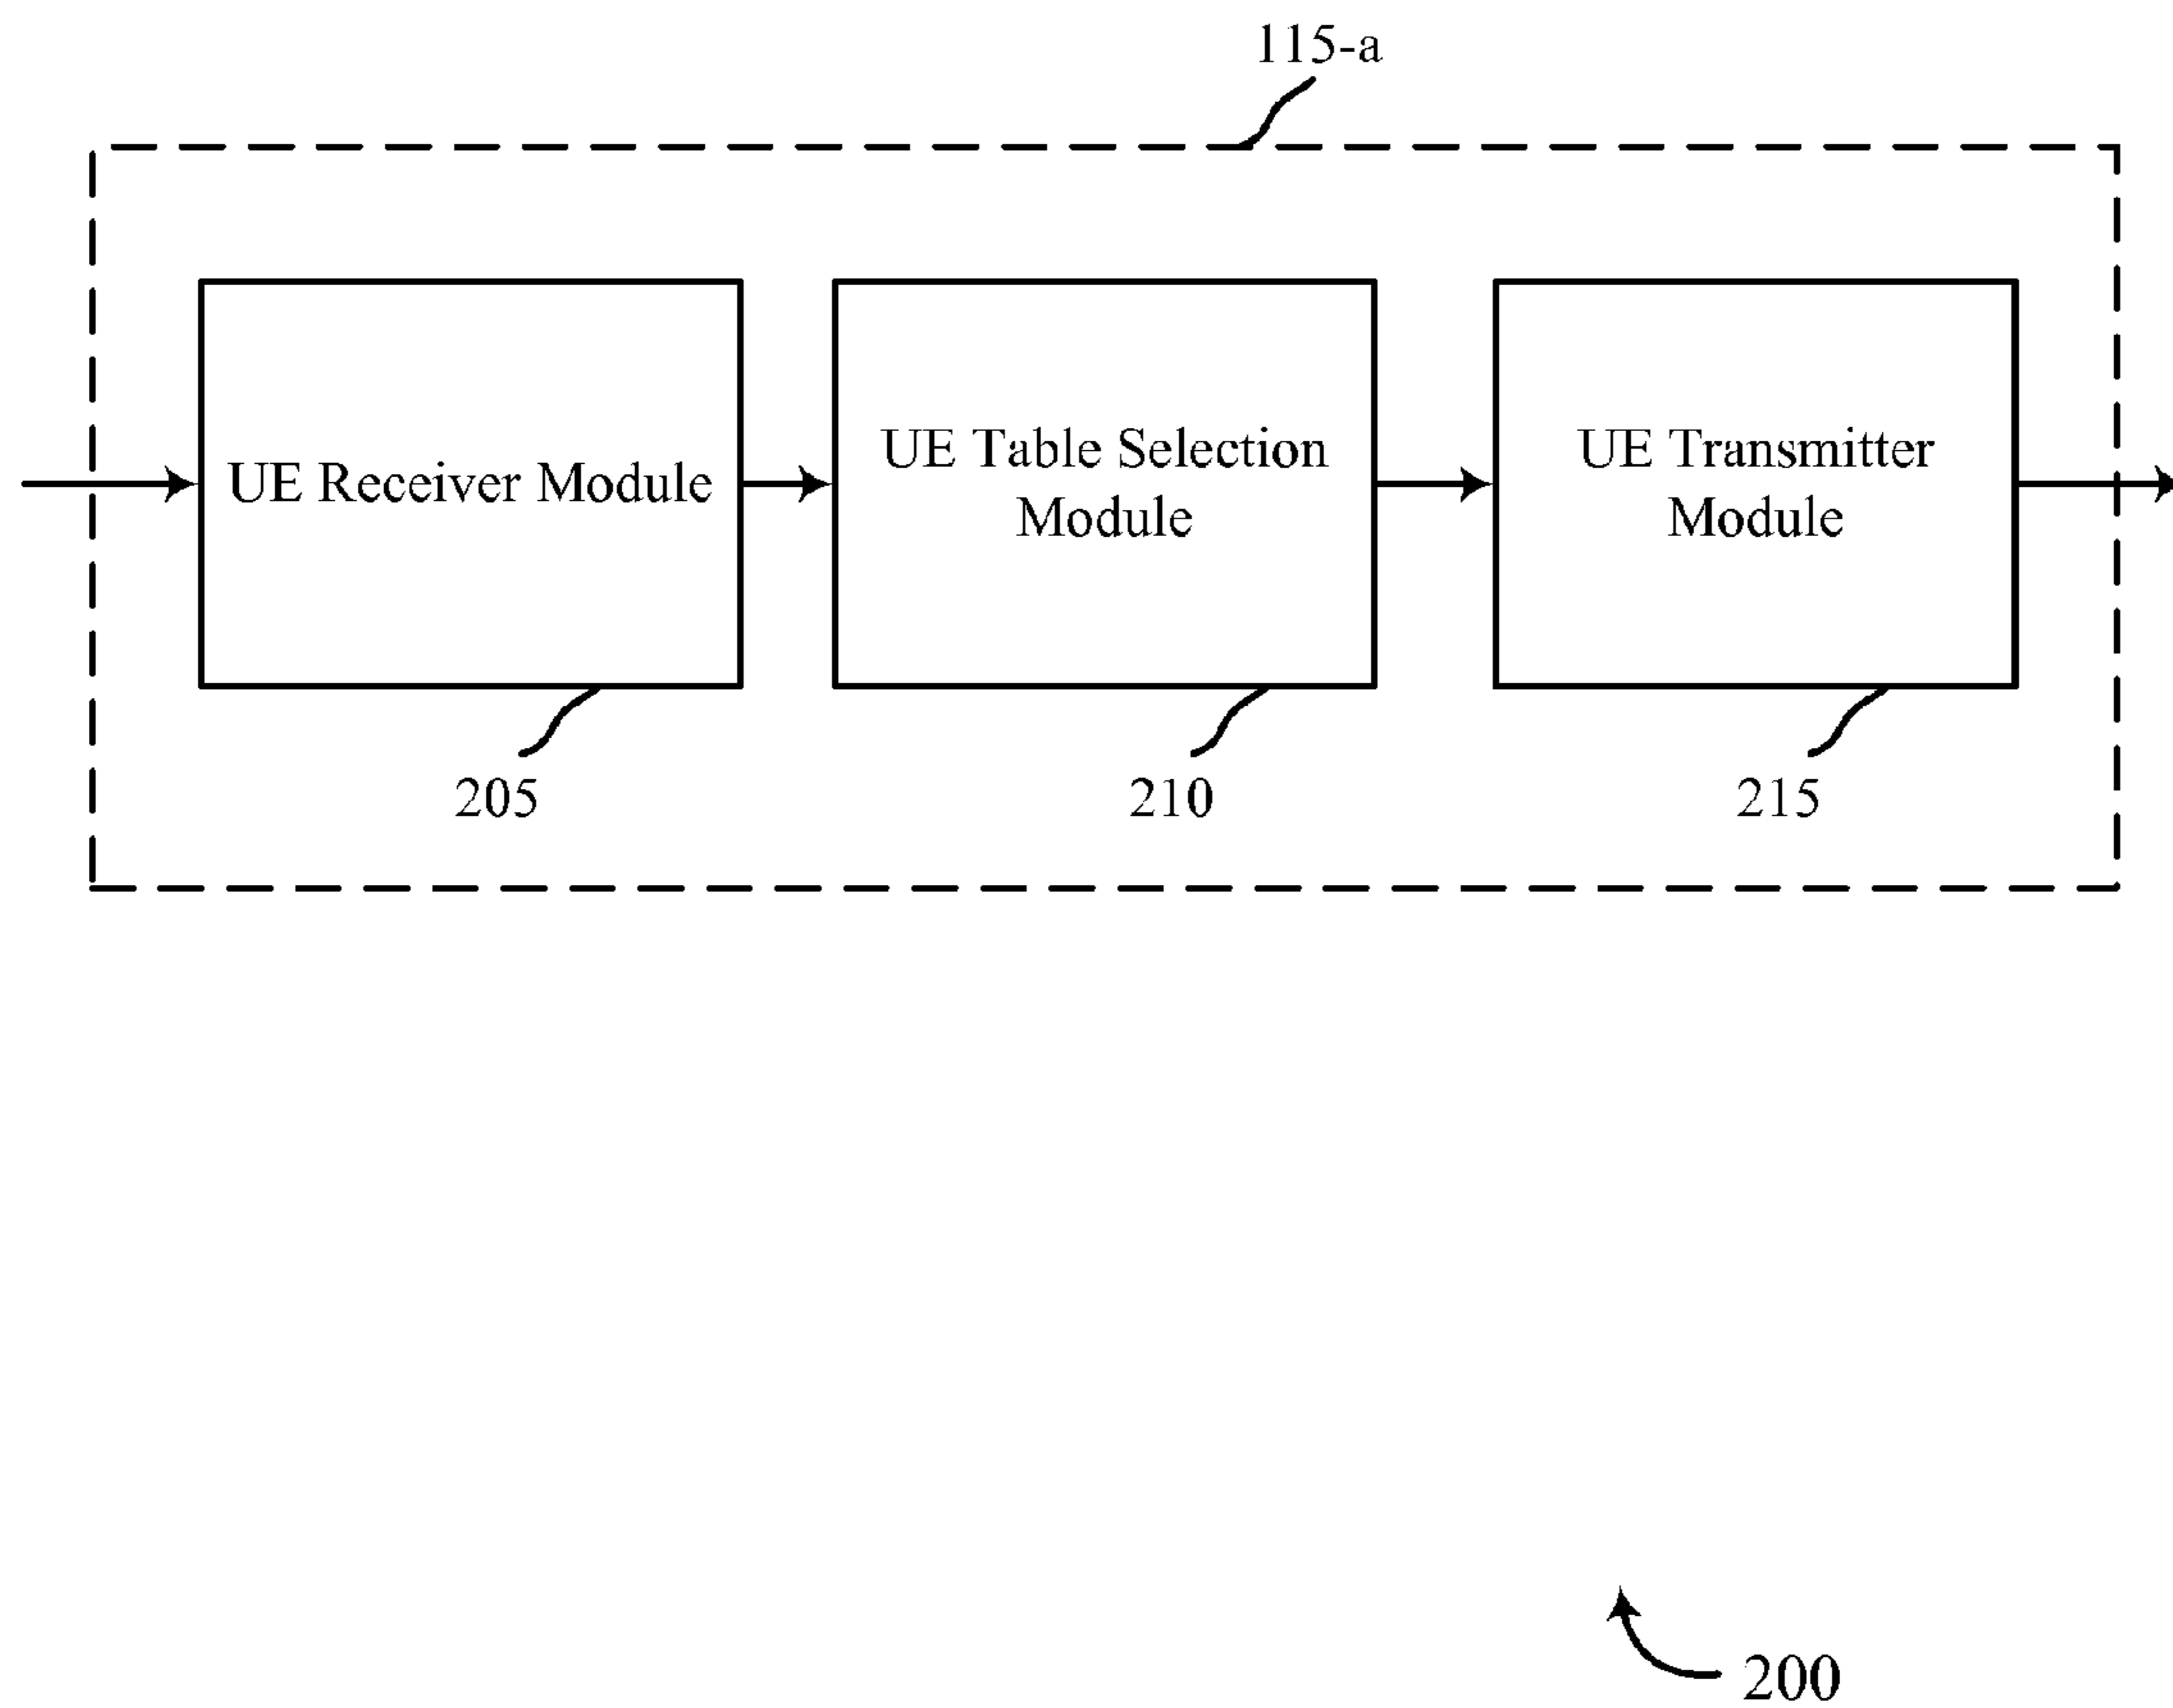 115-a
UE Receiver Module
UE Table Selection
Module
UE Transmitter
Module
205
210
215
200